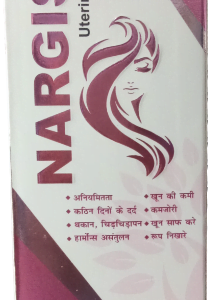 NARGIS
Uterin
• अनियमितता
• कठिन दिनों के दर्द
• थकान, चिड़चिड़ापन
• हार्मोन्स असंतुलन
• खून की कमी
• कमजोरी
• खून साफ करे
• रूप निखारे